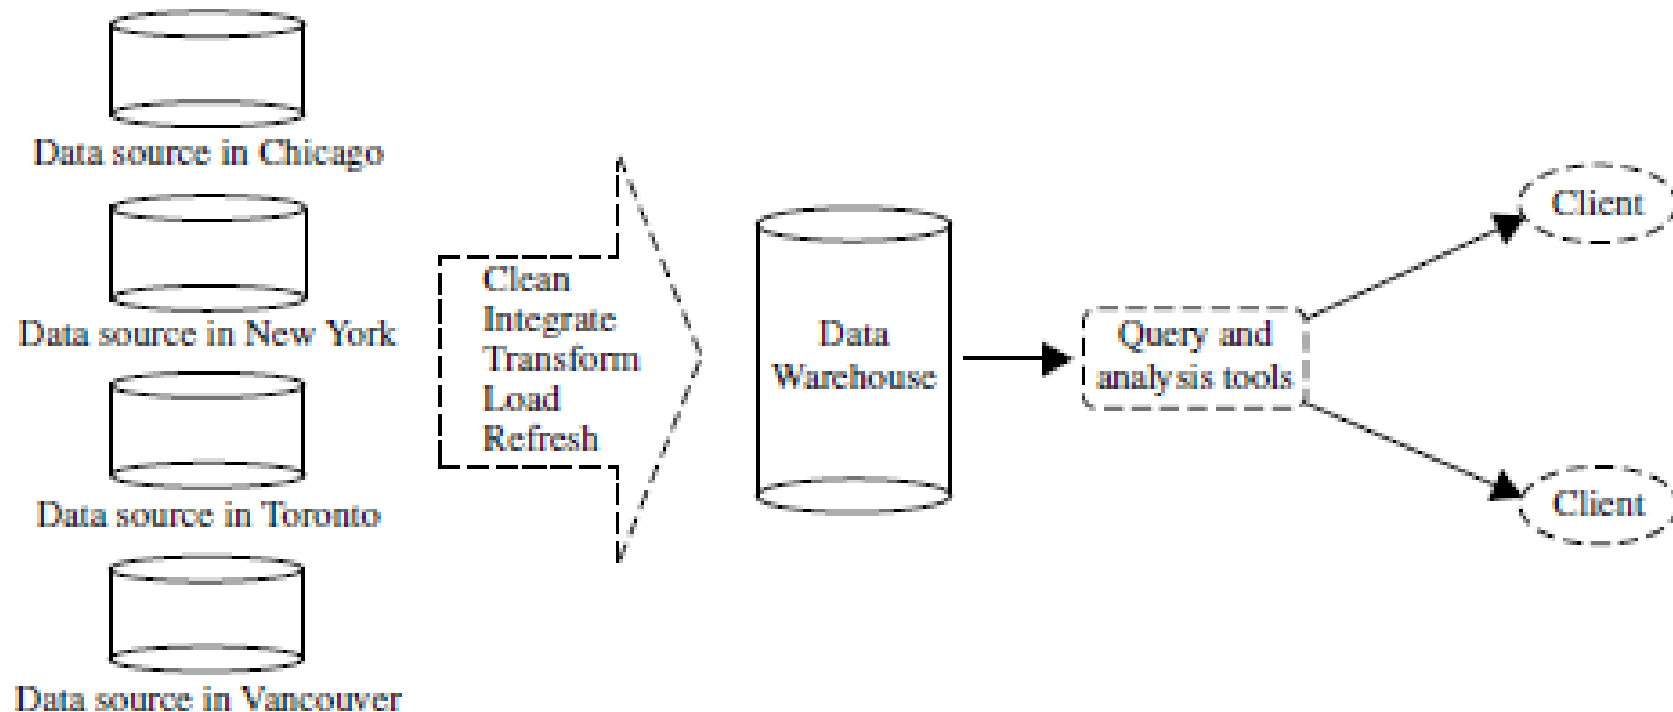 Data source in Chicago
Data source in New York
Data source in Toronto
Data source in Vancouver
Clean
Integrate
Transform
Load
Refresh
Data
Warehouse
Query and
analysis tools
Client
Client